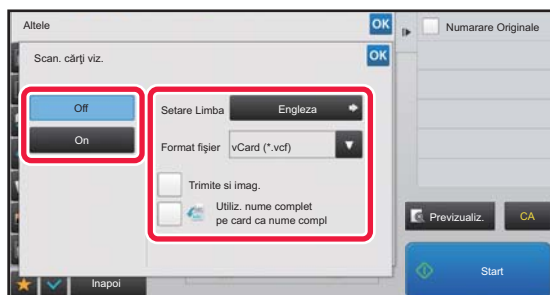 Altele
OK
Numarare Originale
Scan. cărţi viz.
OK
Off
On
Setare Limba
Engleza
Format fişier
vCard (*.vcf)
Trimite si imag.
Utiliz. nume complet
pe card ca nume compl
Previzualiz.
CA
Inapoi
Start